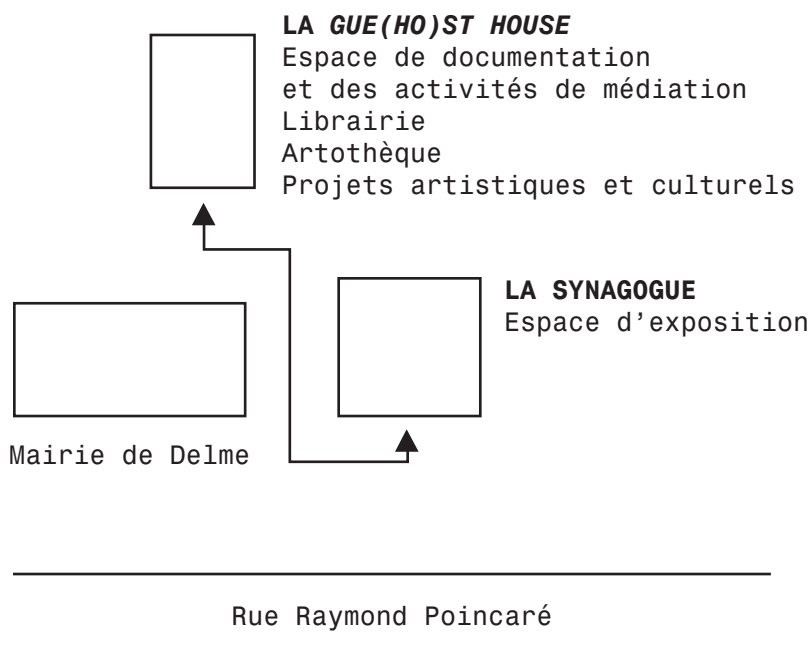 LA GUE(HO)ST HOUSE
Espace de documentation
et des activités de médiation
Librairie
Artothèque
Projets artistiques et culturels
LA SYNAGOGUE
Espace d’exposition
Mairie de Delme
Rue Raymond Poincaré